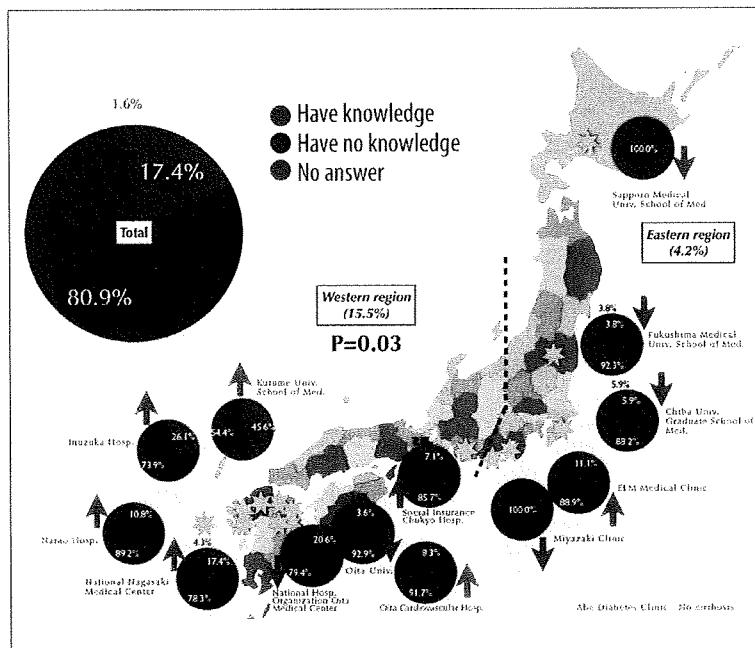 1.6%
17.4%
Total
80.9%
Have knowledge
Have no knowledge
No answer
100.0%
Sapporo Medical
Univ. School of Med.
Eastern region
(4.2%)
Western region
(15.5%)
P=0.03
3.8%
3.8%
92.3%
Fukushima Medical
Univ. School of Med.
5.9%
5.9%
88.2%
Chiba Univ.
Graduate School of
Med.
Kurume Univ.
School of Med.
54.4%
45.6%
Iizuka Hosp.
26.1%
73.9%
7.1%
85.7%
Social Insurance
Chukyo Hosp.
11.1%
88.9%
ELM Medical Clinic
100.0%
Miyazaki Clinic
10.8%
89.2%
Hosp.
4.3%
17.4%
78.3%
National Nagasaki
Medical Center
20.6%
79.4%
National Hosp.
Organization Oita
Medical Center
3.6%
92.9%
Oita Univ.
8.3%
91.7%
Oita Cardiovascular Hosp.
Abe Diabetes Clinic No cirrhosis